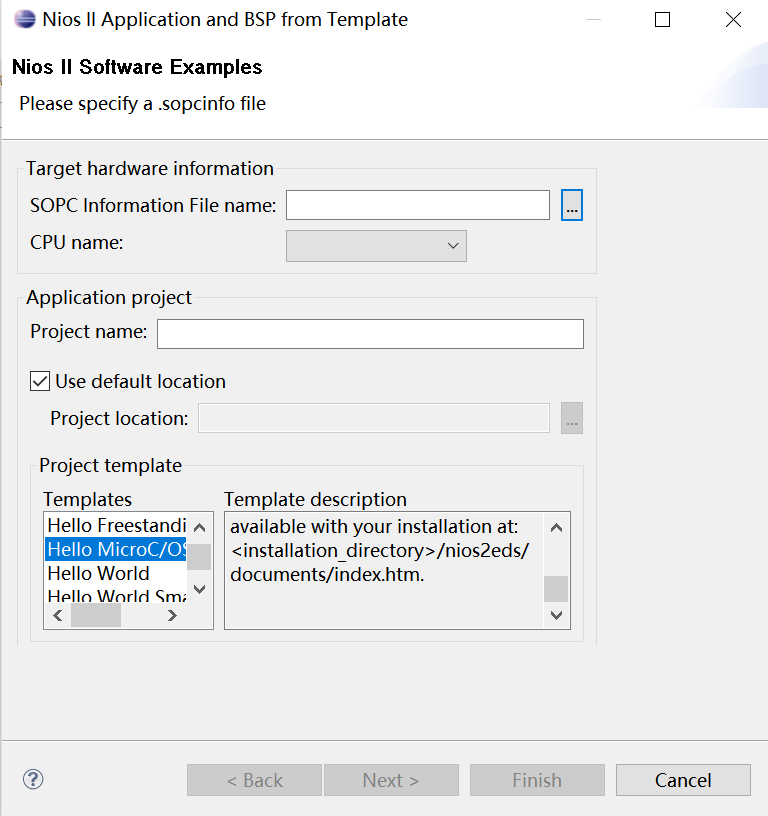 Nios II Application and BSP from Template
Nios II Software Examples
Please specify a .sopcinfo file
Target hardware information
SOPC Information File name:
...
CPU name:
Application project
Project name:
Use default location
Project location:
...
Project template
Templates
Hello Freestandi
Hello MicroC/OS
Hello World
Hello World Sma
Template description
available with your installation at:
<installation_directory>/nios2eds/
documents/index.htm.
?
< Back
Next >
Finish
Cancel